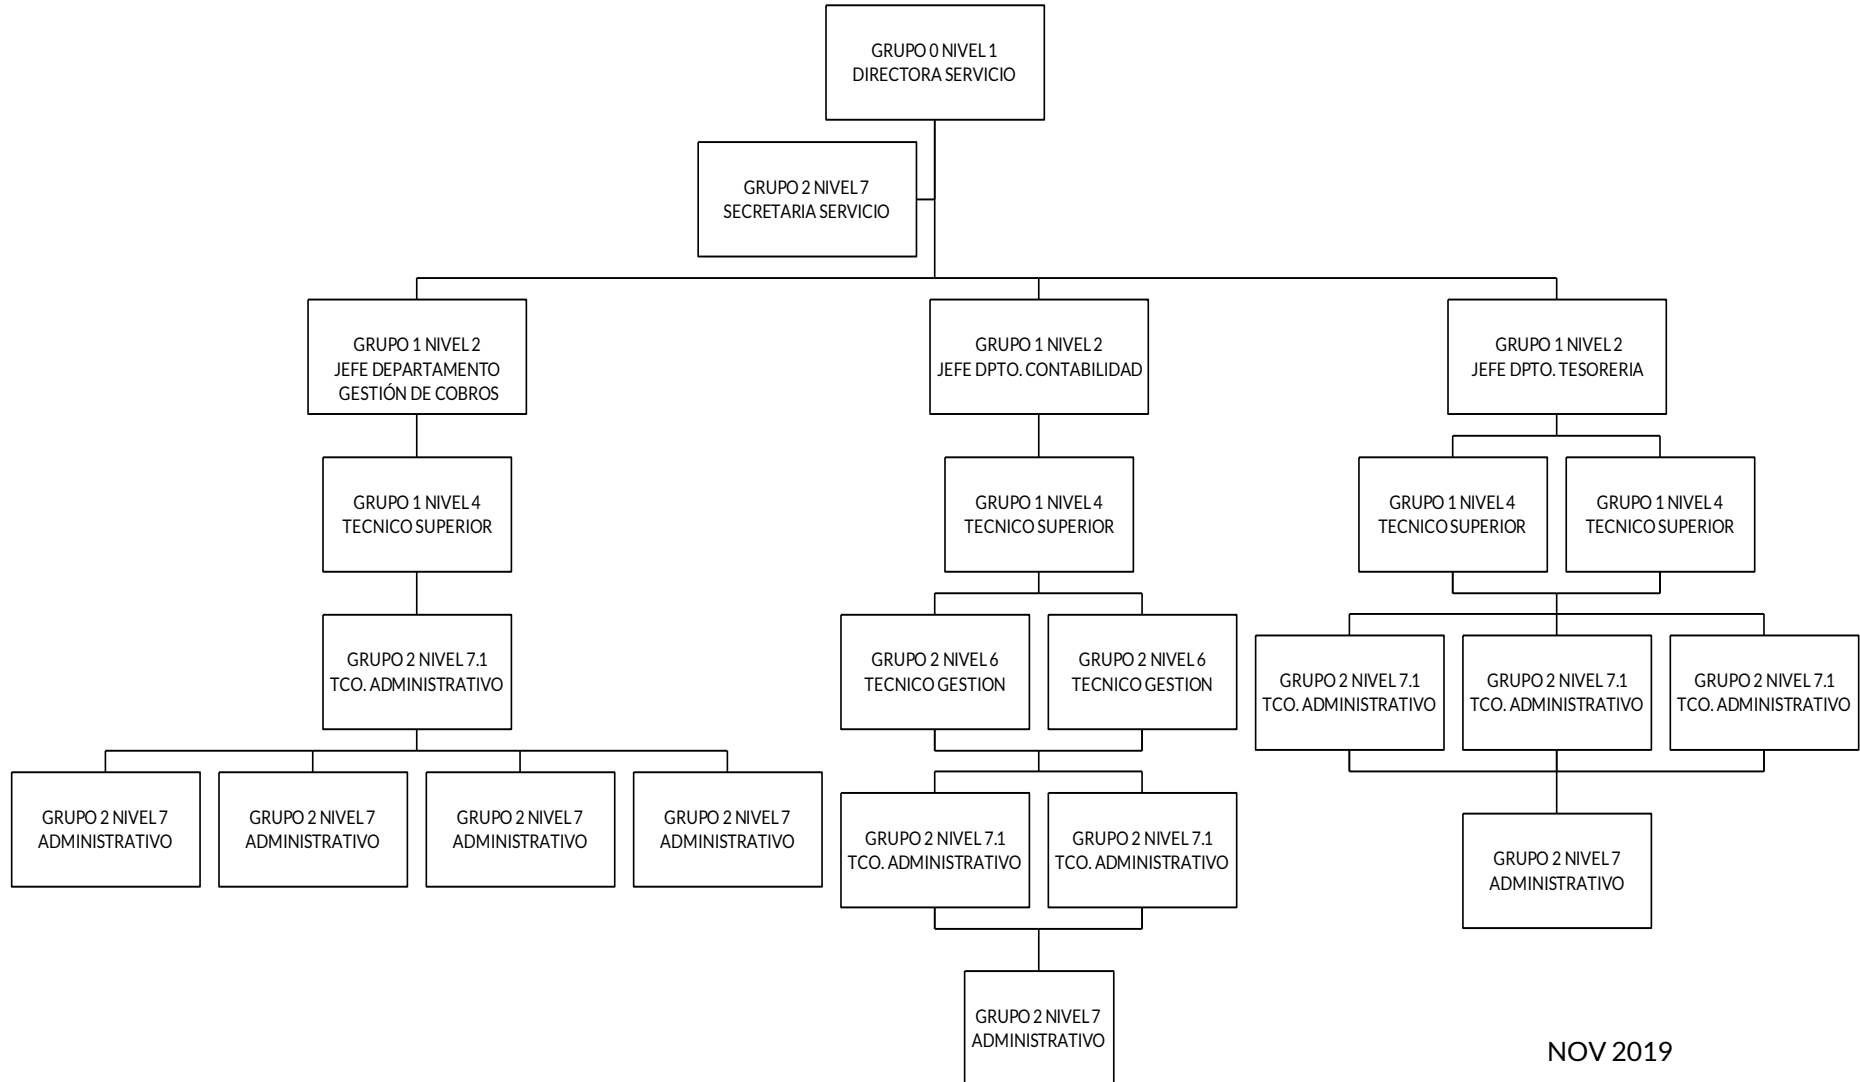 GRUPO 0 NIVEL 1
DIRECTORA SERVICIO
GRUPO 2 NIVEL 7
SECRETARIA SERVICIO
GRUPO 1 NIVEL 2
JEFE DEPARTAMENTO
GESTIÓN DE COBROS
GRUPO 1 NIVEL 2
JEFE DPTO. CONTABILIDAD
GRUPO 1 NIVEL 2
JEFE DPTO. TESORERIA
GRUPO 1 NIVEL 4
TECNICO SUPERIOR
GRUPO 1 NIVEL 4
TECNICO SUPERIOR
GRUPO 1 NIVEL 4
TECNICO SUPERIOR
GRUPO 1 NIVEL 4
TECNICO SUPERIOR
GRUPO 2 NIVEL 7.1
TCO. ADMINISTRATIVO
GRUPO 2 NIVEL 6
TECNICO GESTION
GRUPO 2 NIVEL 6
TECNICO GESTION
GRUPO 2 NIVEL 7.1
TCO. ADMINISTRATIVO
GRUPO 2 NIVEL 7.1
TCO. ADMINISTRATIVO
GRUPO 2 NIVEL 7.1
TCO. ADMINISTRATIVO
GRUPO 2 NIVEL 7
ADMINISTRATIVO
GRUPO 2 NIVEL 7
ADMINISTRATIVO
GRUPO 2 NIVEL 7
ADMINISTRATIVO
GRUPO 2 NIVEL 7
ADMINISTRATIVO
GRUPO 2 NIVEL 7.1
TCO. ADMINISTRATIVO
GRUPO 2 NIVEL 7.1
TCO. ADMINISTRATIVO
GRUPO 2 NIVEL 7
ADMINISTRATIVO
GRUPO 2 NIVEL 7
ADMINISTRATIVO
NOV 2019